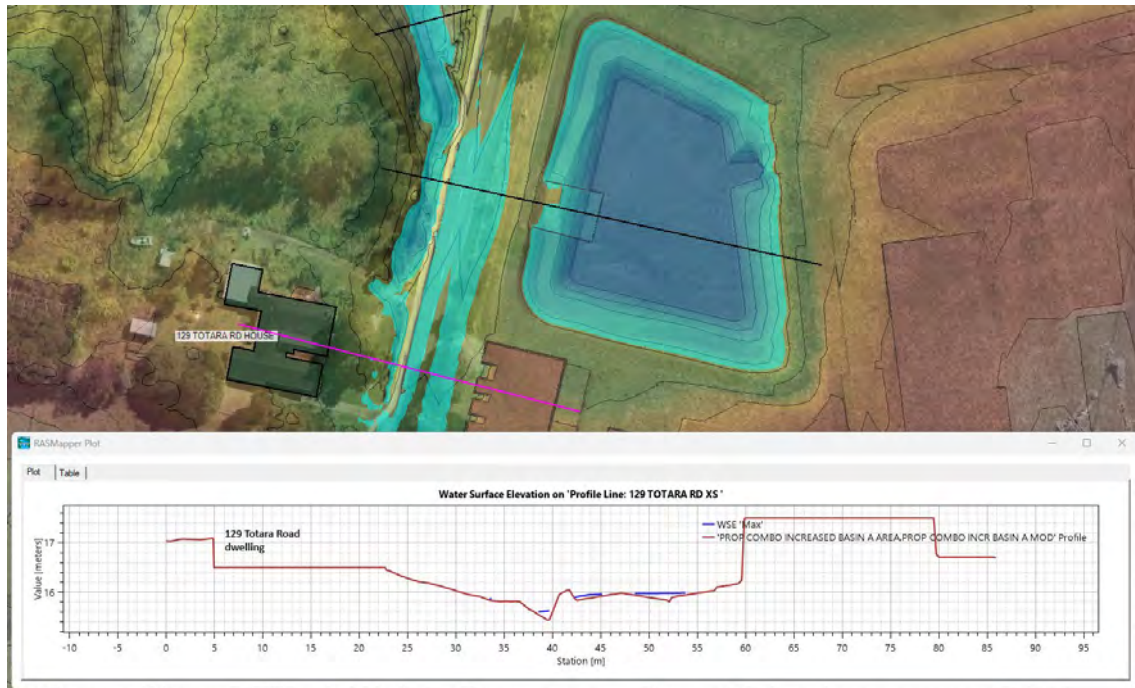 129 TOTARA RD HOUSE
RASMapper Plot
Plot Table
Water Surface Elevation on 'Profile Line: 129 TOTARA RD XS '
129 Totara Road
dwelling
WSE 'Max'
'PROP COMBO INCREASED BASIN A AREA.PROP COMBO INCR BASIN A MOD' Profile
Value [meters]
17
16
-10 -5 0 5 10 15 20 25 30 35 40 45 50 55 60 65 70 75 80 85 90 95
Station [m]